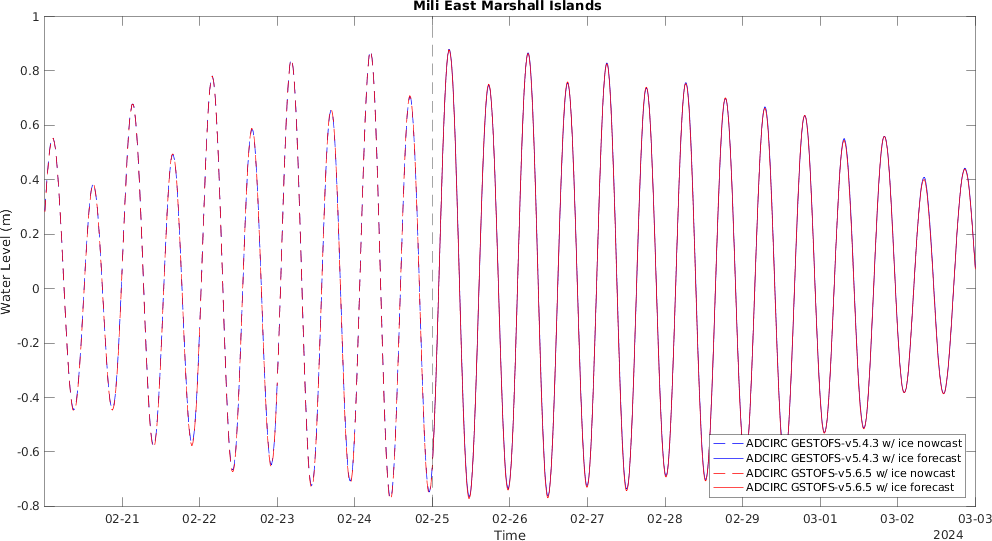 Mili East Marshall Islands
Water Level (m)
1
0.8
0.6
0.4
0.2
0
-0.2
-0.4
-0.6
-0.8
ADCIRC GESTOFS-v5.4.3 w/ ice nowcast
ADCIRC GESTOFS-v5.4.3 w/ ice forecast
ADCIRC GSTOFS-v5.6.5 w/ ice nowcast
ADCIRC GSTOFS-v5.6.5 w/ ice forecast
02-21 02-22 02-23 02-24 02-25 02-26 02-27 02-28 02-29 03-01 03-02 03-03
Time
2024